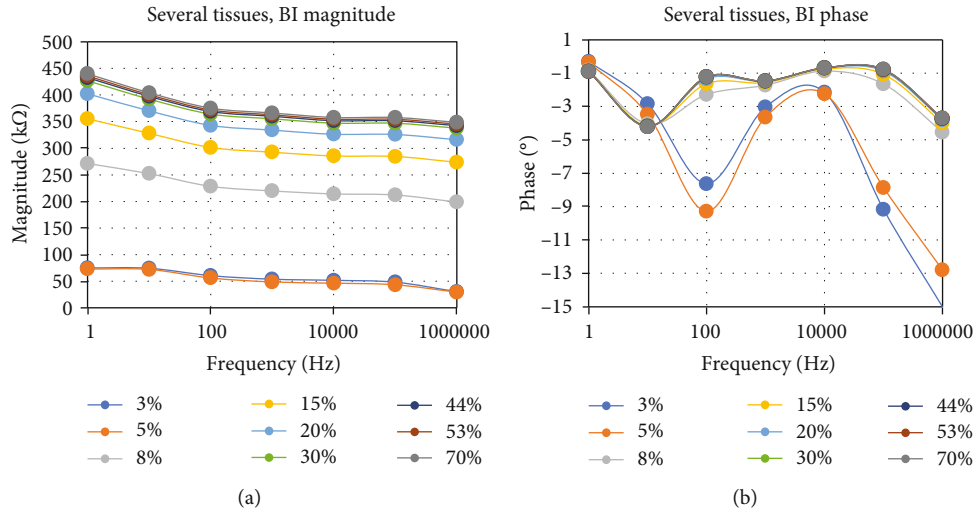 Several tissues, BI magnitude
500
450
400
350
300
250
200
150
100
50
0
Magnitude (kΩ)
1 100 10000 1000000
Frequency (Hz)
3% 15% 44%
5% 20% 53%
8% 30% 70%
(a)
Several tissues, BI phase
1
−1
−3
−5
−7
−9
−11
−13
−15
Phase (°)
1 100 10000 1000000
Frequency (Hz)
3% 15% 44%
5% 20% 53%
8% 30% 70%
(b)